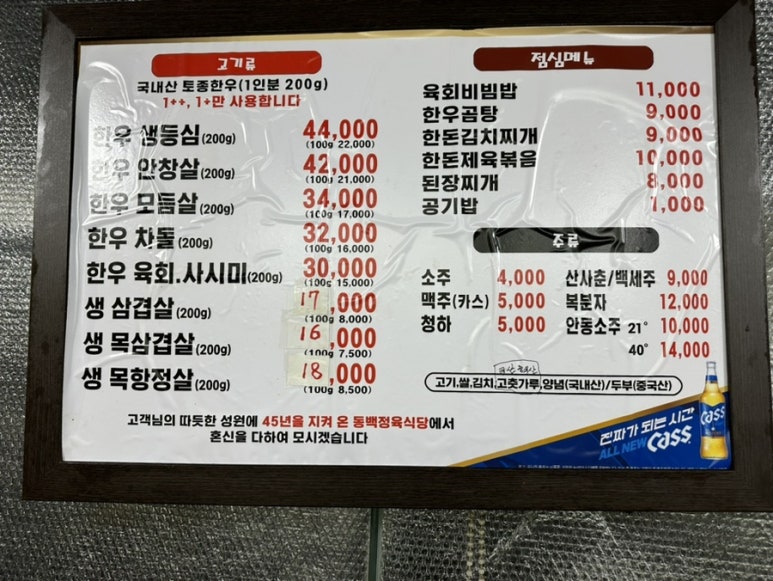 고기류
국내산 토종한우(1인분 200g)
1++, 1+만 사용합니다
한우 생등심(200g) 44,000
(100g 22,000)
한우 안창살(200g) 42,000
(100g 21,000)
한우 모듬살(200g) 34,000
(100g 17,000)
한우 차돌(200g) 32,000
(100g 16,000)
한우 육회.사시미(200g) 30,000
(100g 15,000)
생 삼겹살(200g) 17,000
(100g 8,000)
생 목삼겹살(200g) 16,000
(100g 7,500)
생 목항정살(200g) 18,000
(100g 8,500)
고객님의 따뜻한 성원에 45년을 지켜 온 동백정육식당에서
혼신을 다하여 모시겠습니다
점심메뉴
육회비빔밥 11,000
한우곰탕 9,000
한돈김치찌개 9,000
한돈제육볶음 10,000
된장찌개 8,000
공기밥 1,000
주류
소주 4,000 산사춘/백세주 9,000
맥주(카스) 5,000 복분자 12,000
청하 5,000 안동소주 21° 10,000
40° 14,000
고기,쌀,김치,고춧가루,양념(국내산)/두부(중국산)
진짜가 되는 시간
ALL NEW Cass
Cass